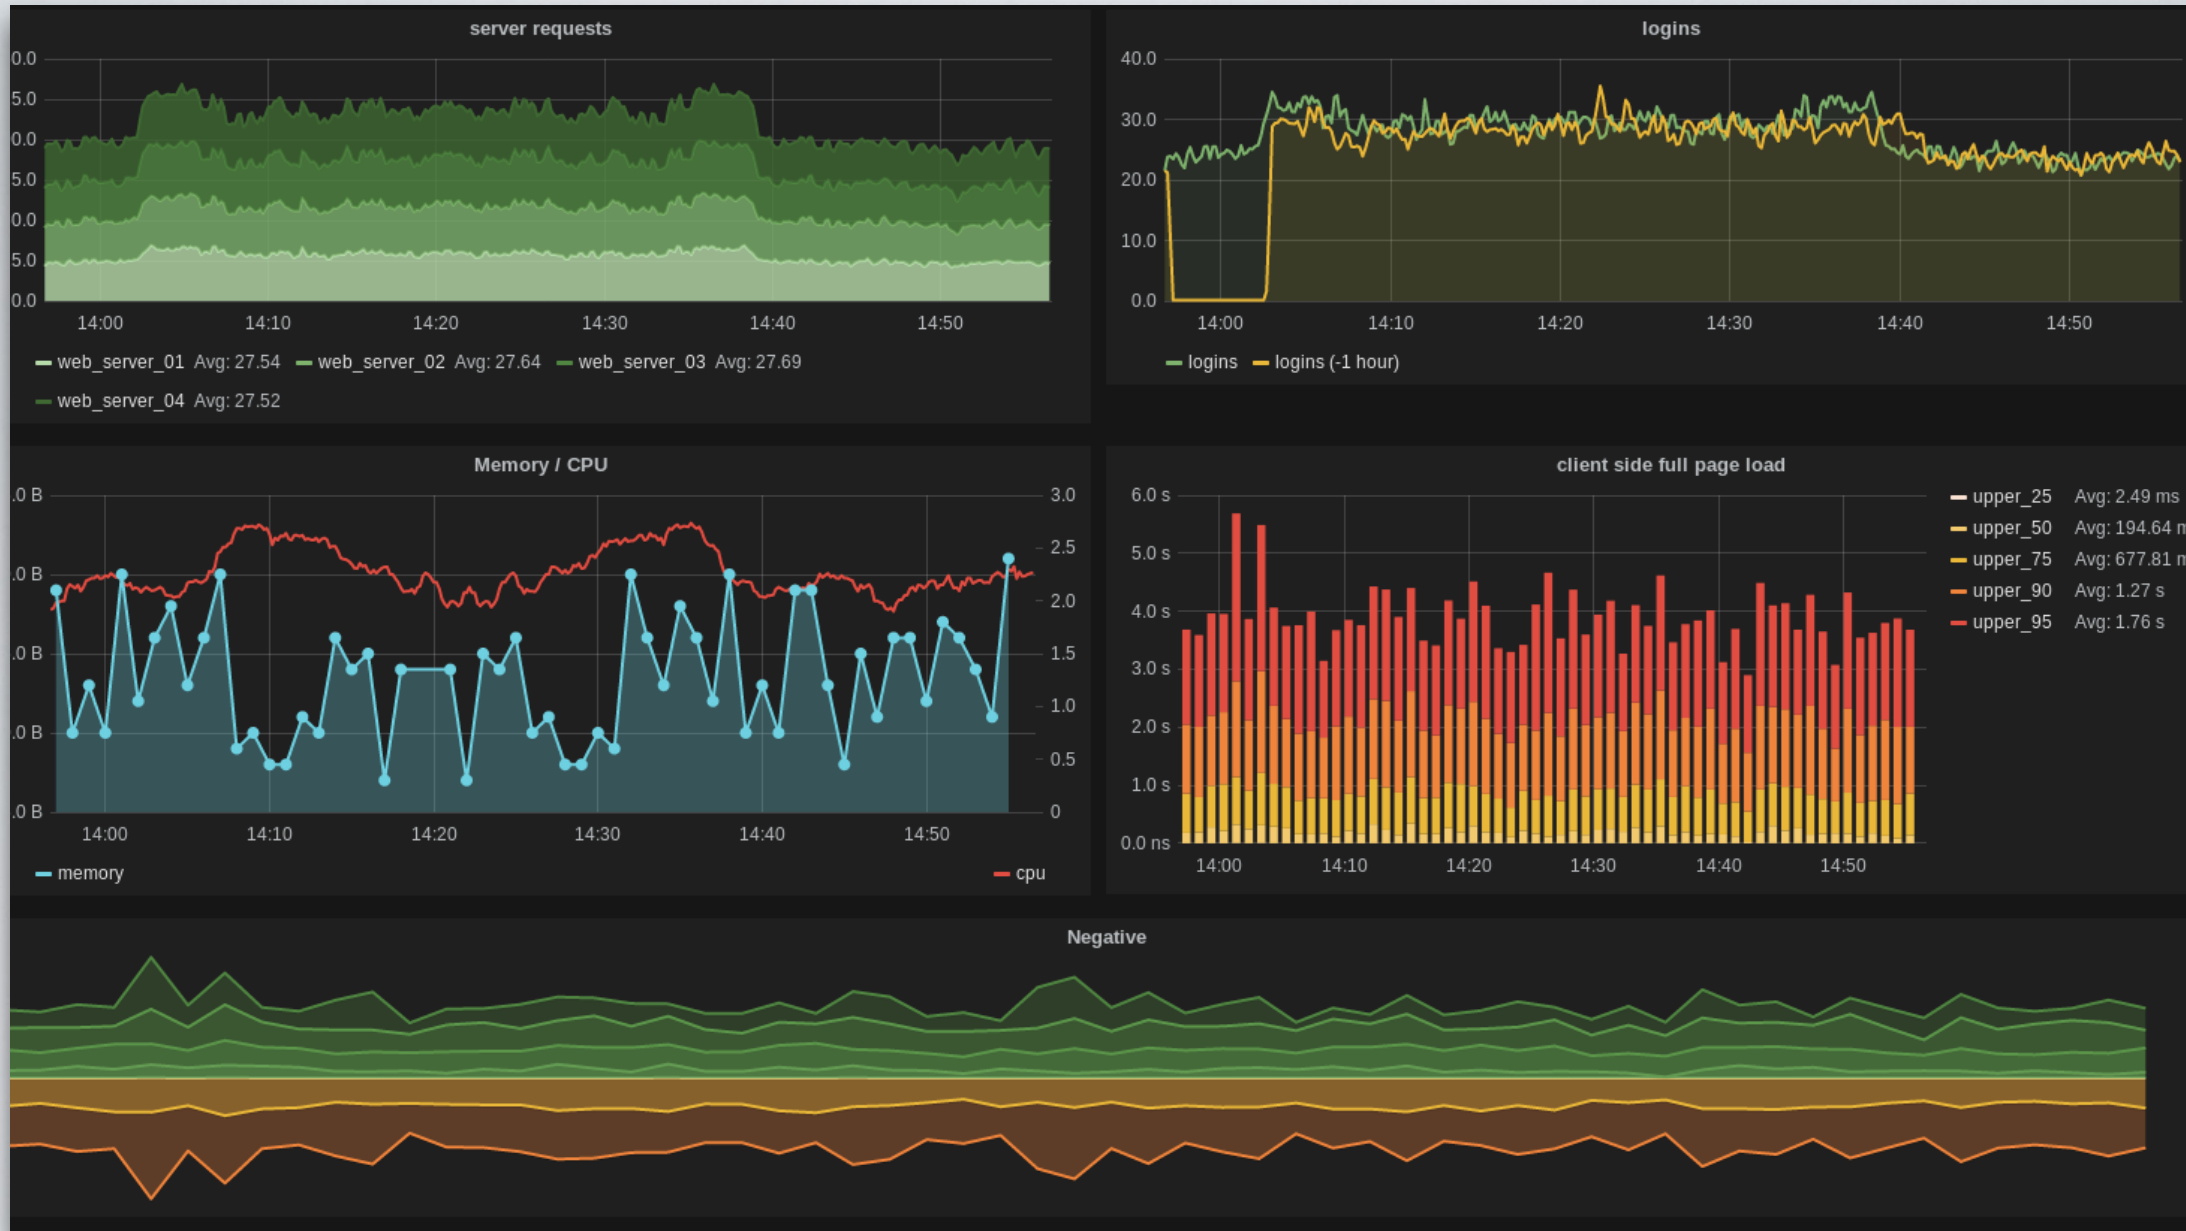 server requests
0.0
5.0
0.0
5.0
0.0
5.0
0.0
14:00 14:10 14:20 14:30 14:40 14:50
web_server_01 Avg: 27.54 web_server_02 Avg: 27.64 web_server_03 Avg: 27.69
web_server_04 Avg: 27.52
logins
40.0
30.0
20.0
10.0
0.0
14:00 14:10 14:20 14:30 14:40 14:50
logins logins (-1 hour)
Memory / CPU
.0 B
.0 B
.0 B
.0 B
.0 B
3.0
2.5
2.0
1.5
1.0
0.5
0
14:00 14:10 14:20 14:30 14:40 14:50
memory cpu
client side full page load
6.0 s
5.0 s
4.0 s
3.0 s
2.0 s
1.0 s
0.0 ns
14:00 14:10 14:20 14:30 14:40 14:50
upper_25 Avg: 2.49 ms
upper_50 Avg: 194.64 m
upper_75 Avg: 677.81 m
upper_90 Avg: 1.27 s
upper_95 Avg: 1.76 s
Negative